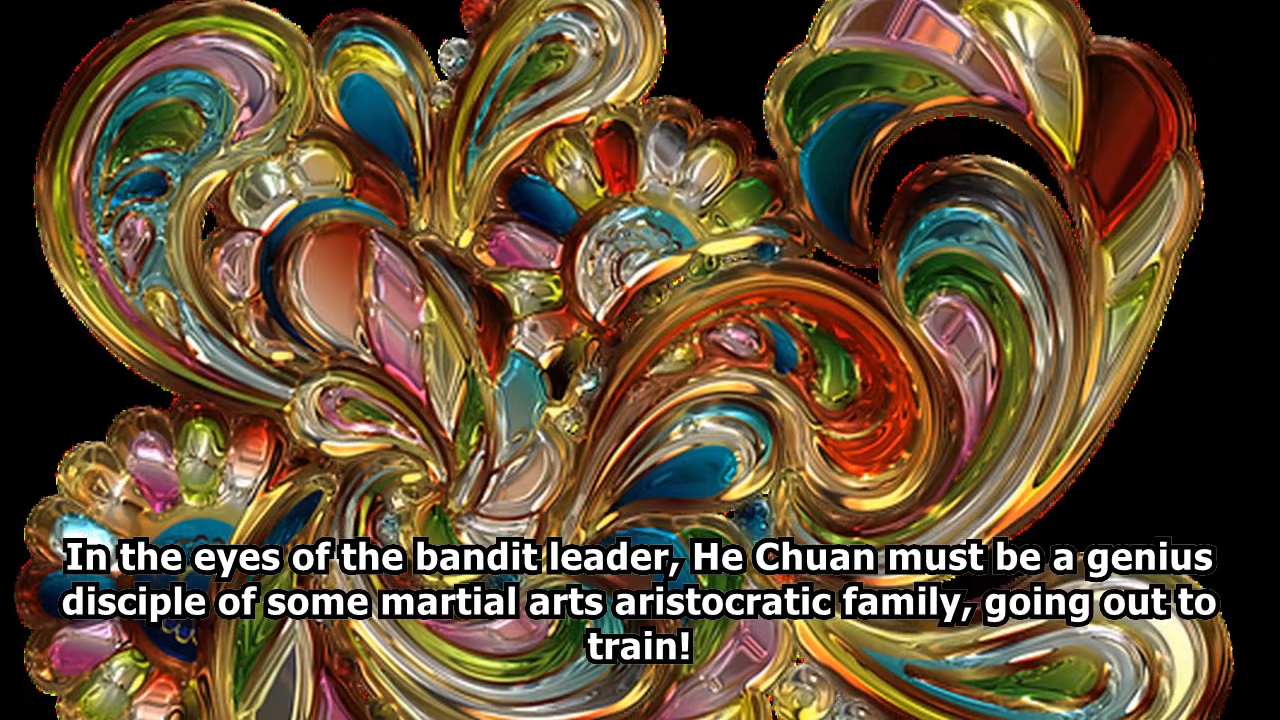 In the eyes of the bandit leader, He Chuan must be a genius
disciple of some martial arts aristocratic family, going out to
train!